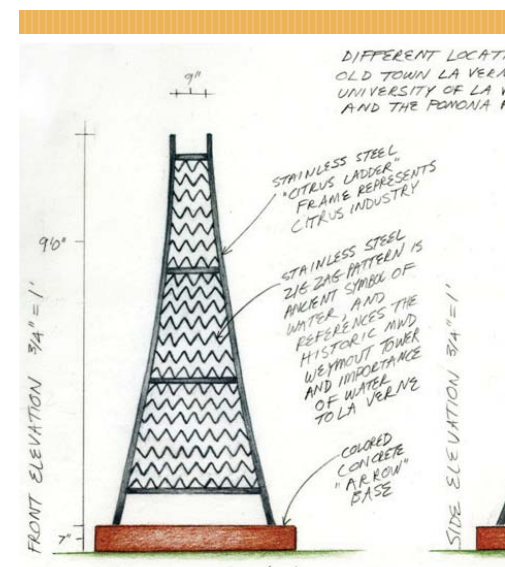 DIFFERENT LOCATI
OLD TOWN LA VERN
UNIVERSITY OF LA V
AND THE POMONA F
9"
STAINLESS STEEL
"CITRUS LADDER"
FRAME REPRESENTS
CITRUS INDUSTRY
9'0"
STAINLESS STEEL
ZIG ZAG PATTERN IS
ANCIENT SYMBOL OF
WATER, AND
REFERENCES THE
HISTORIC MWD
WEYMOUT TOWER
AND IMPORTANCE
OF WATER
TO LA VERNE
COLORED
CONCRETE
"ARROW"
BASE
7"
FRONT ELEVATION 3/4" = 1'
SIDE ELEVATION 3/4" = 1'